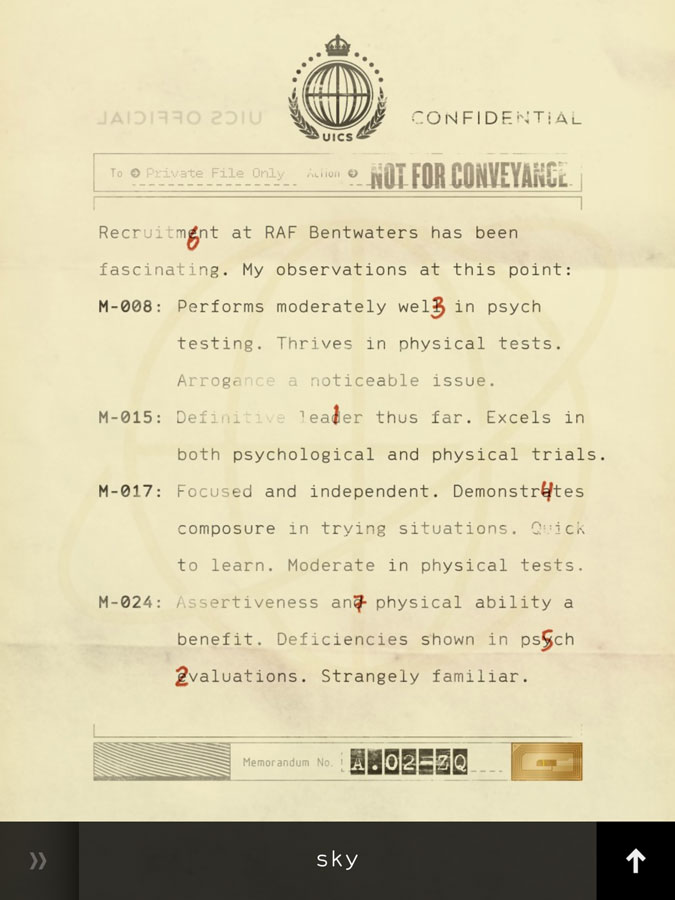 UICS
UICS OFFICIAL
CONFIDENTIAL
To Private File Only Action NOT FOR CONVEYANCE
Recruitment at RAF Bentwaters has been
6
fascinating. My observations at this point:
M-008: Performs moderately well in psych
3
testing. Thrives in physical tests.
Arrogance a noticeable issue.
M-015: Definitive leader thus far. Excels in
1
both psychological and physical trials.
M-017: Focused and independent. Demonstrates
4
composure in trying situations. Quick
to learn. Moderate in physical tests.
M-024: Assertiveness and physical ability a
7
benefit. Deficiencies shown in psych
5
evaluations. Strangely familiar.
2
Memorandum No. A.02-ZQ
sky